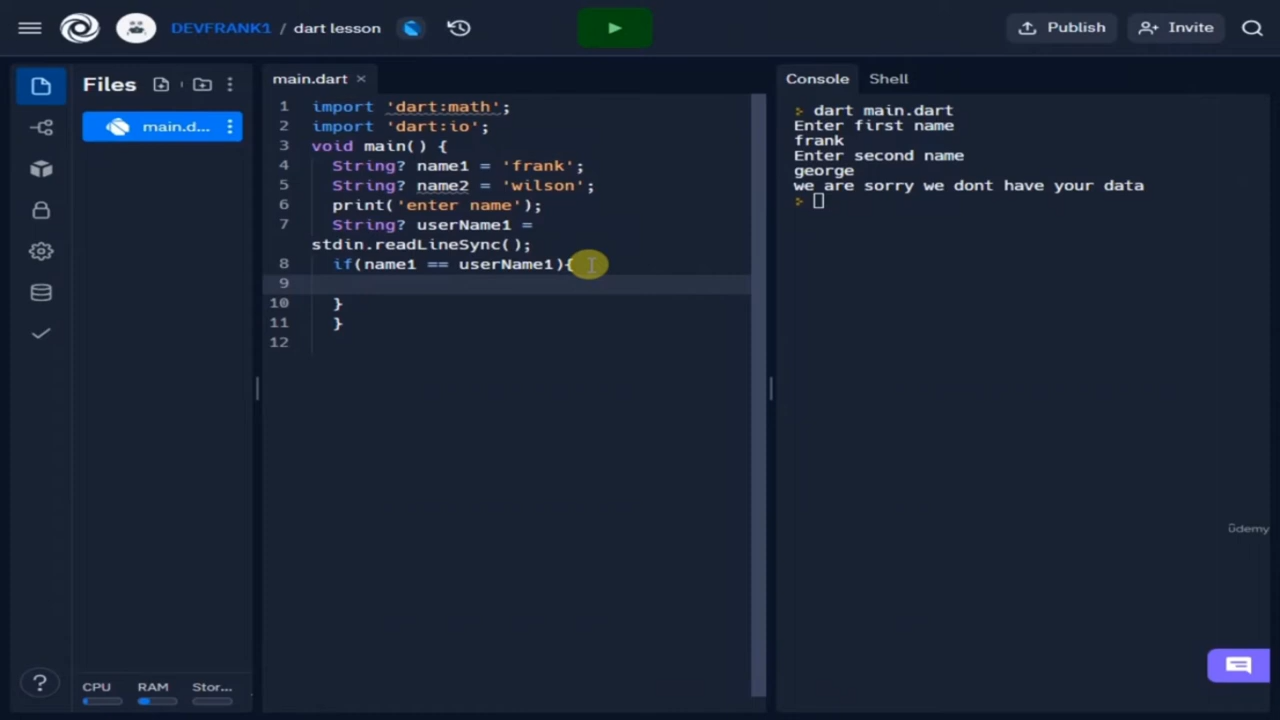 DEVFRANK1 / dart lesson
Publish
Invite
Files
main.d...
main.dart ×
1 import 'dart:math';
2 import 'dart:io';
3 void main() {
4 String? name1 = 'frank';
5 String? name2 = 'wilson';
6 print('enter name');
7 String? userName1 =
stdin.readLineSync();
8 if(name1 == userName1){
9
10 }
11 }
12
Console
Shell
> dart main.dart
Enter first name
frank
Enter second name
george
we are sorry we dont have your data
>
ûdemy
?
CPU
RAM
Stor...